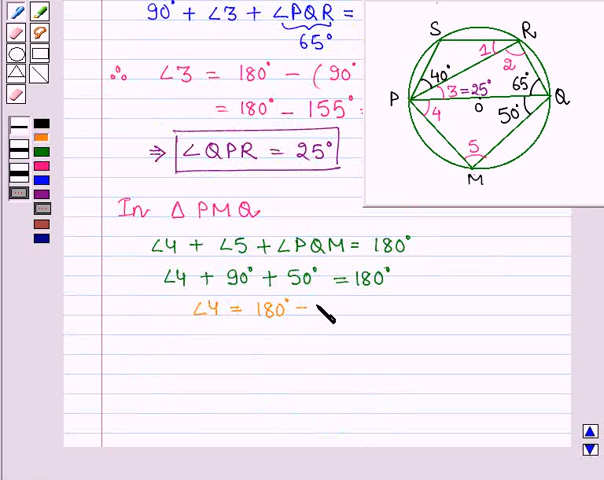 90° + ∠3 + ∠PQR =
65°
∴ ∠3 = 180° - (90°
= 180° - 155° =
⇒ ∠QPR = 25°
In △ PMQ
∠4 + ∠5 + ∠PQM = 180°
∠4 + 90° + 50° = 180°
∠4 = 180° -
S R
1
2
40° 65°
P 3=25° O Q
4 50°
5
M